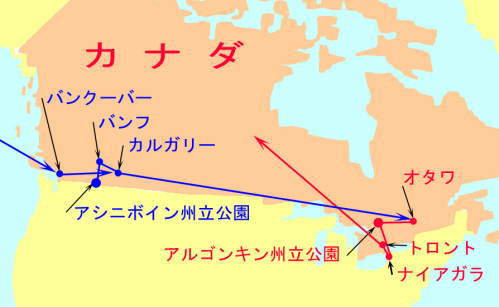 カナダ
バンクーバー
バンフ
カルガリー
オタワ
アシニボイン州立公園
アルゴンキン州立公園
トロント
ナイアガラ